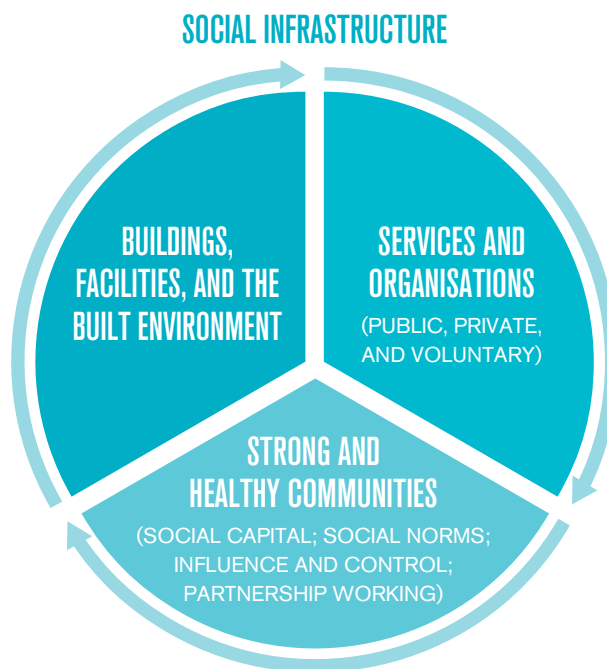 SOCIAL INFRASTRUCTURE
BUILDINGS,
FACILITIES, AND THE
BUILT ENVIRONMENT
SERVICES AND
ORGANISATIONS
(PUBLIC, PRIVATE,
AND VOLUNTARY)
STRONG AND
HEALTHY COMMUNITIES
(SOCIAL CAPITAL; SOCIAL NORMS;
INFLUENCE AND CONTROL;
PARTNERSHIP WORKING)